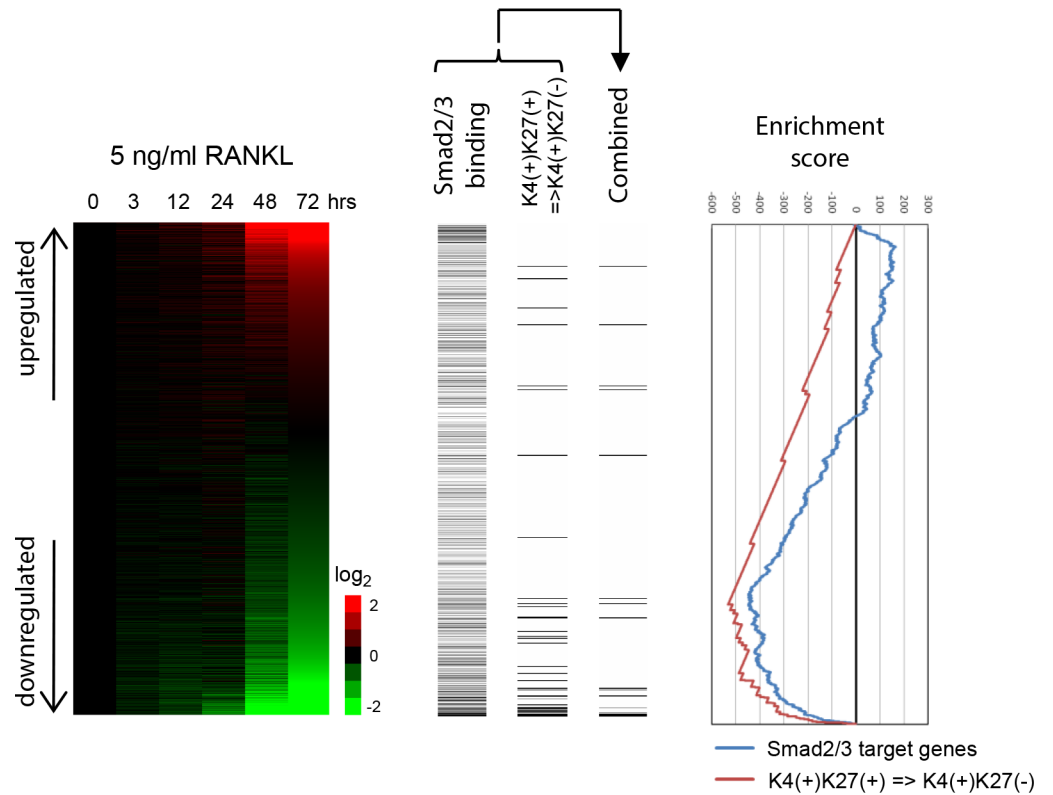 5 ng/ml RANKL
0 3 12 24 48 72 hrs
upregulated
downregulated
log2
2
0
-2
Smad2/3
binding
K4(+)K27(+)
=>K4(+)K27(-)
Combined
Enrichment
score
-600 -500 -400 -300 -200 -100 0 100 200 300
Smad2/3 target genes
K4(+)K27(+) => K4(+)K27(-)